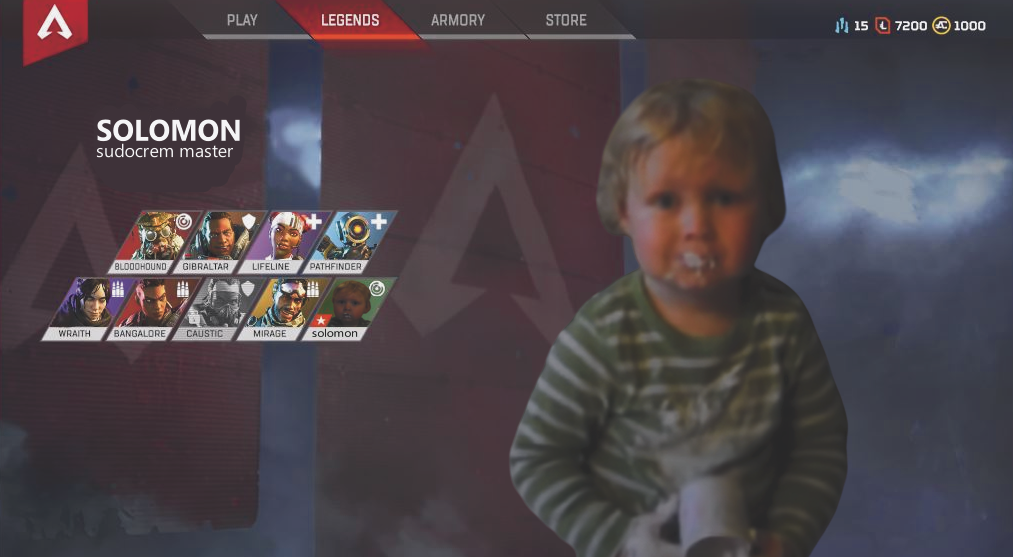 PLAY LEGENDS ARMORY STORE
15 7200 1000
SOLOMON
sudocrem master
BLOODHOUND GIBRALTAR LIFELINE PATHFINDER
WRAITH BANGALORE CAUSTIC MIRAGE solomon